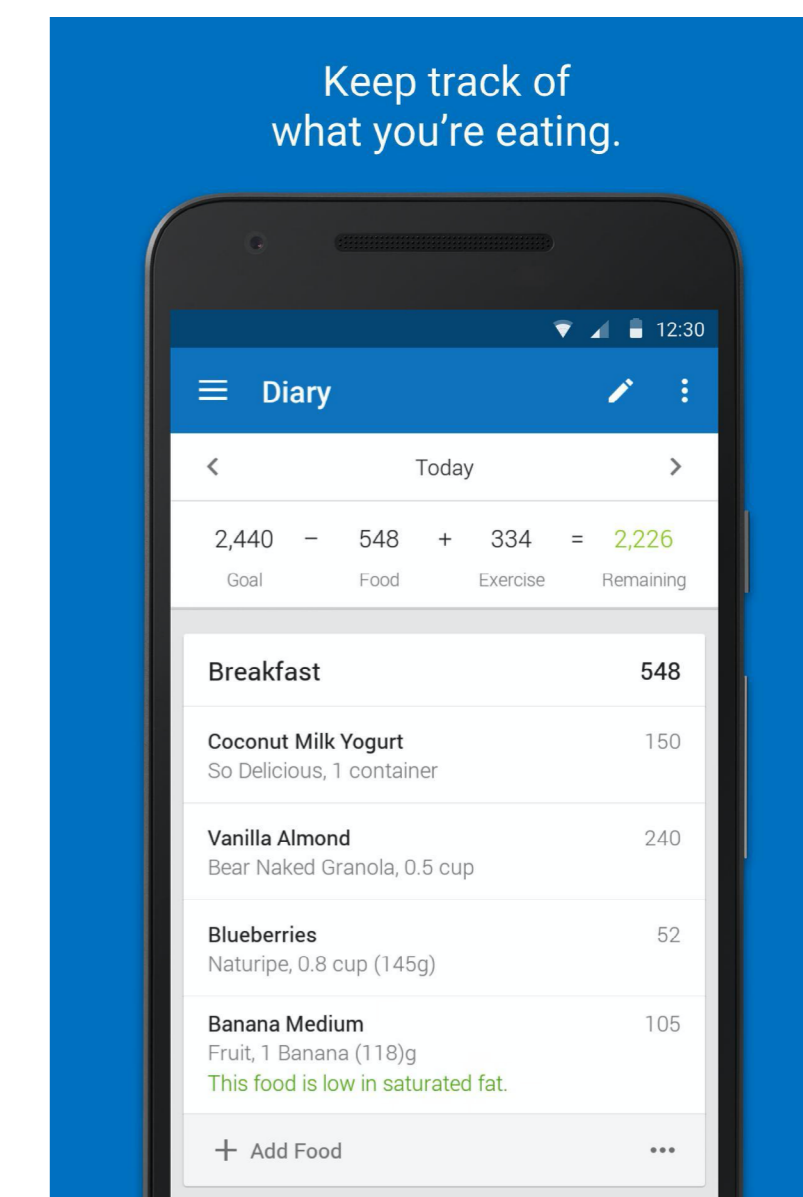 Keep track of
what you’re eating.
12:30
Diary
Today
2,440 – 548 + 334 = 2,226
Goal Food Exercise Remaining
Breakfast 548
Coconut Milk Yogurt 150
So Delicious, 1 container
Vanilla Almond 240
Bear Naked Granola, 0.5 cup
Blueberries 52
Naturipe, 0.8 cup (145g)
Banana Medium 105
Fruit, 1 Banana (118)g
This food is low in saturated fat.
+ Add Food